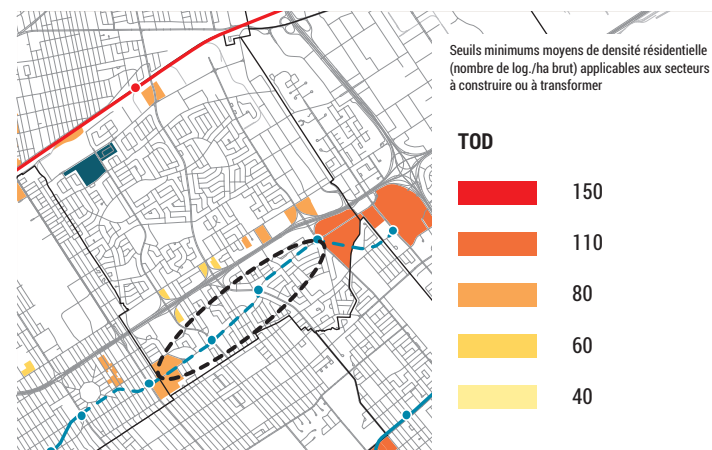 Seuils minimums moyens de densité résidentielle
(nombre de log./ha brut) applicables aux secteurs
à construire ou à transformer
TOD
150
110
80
60
40